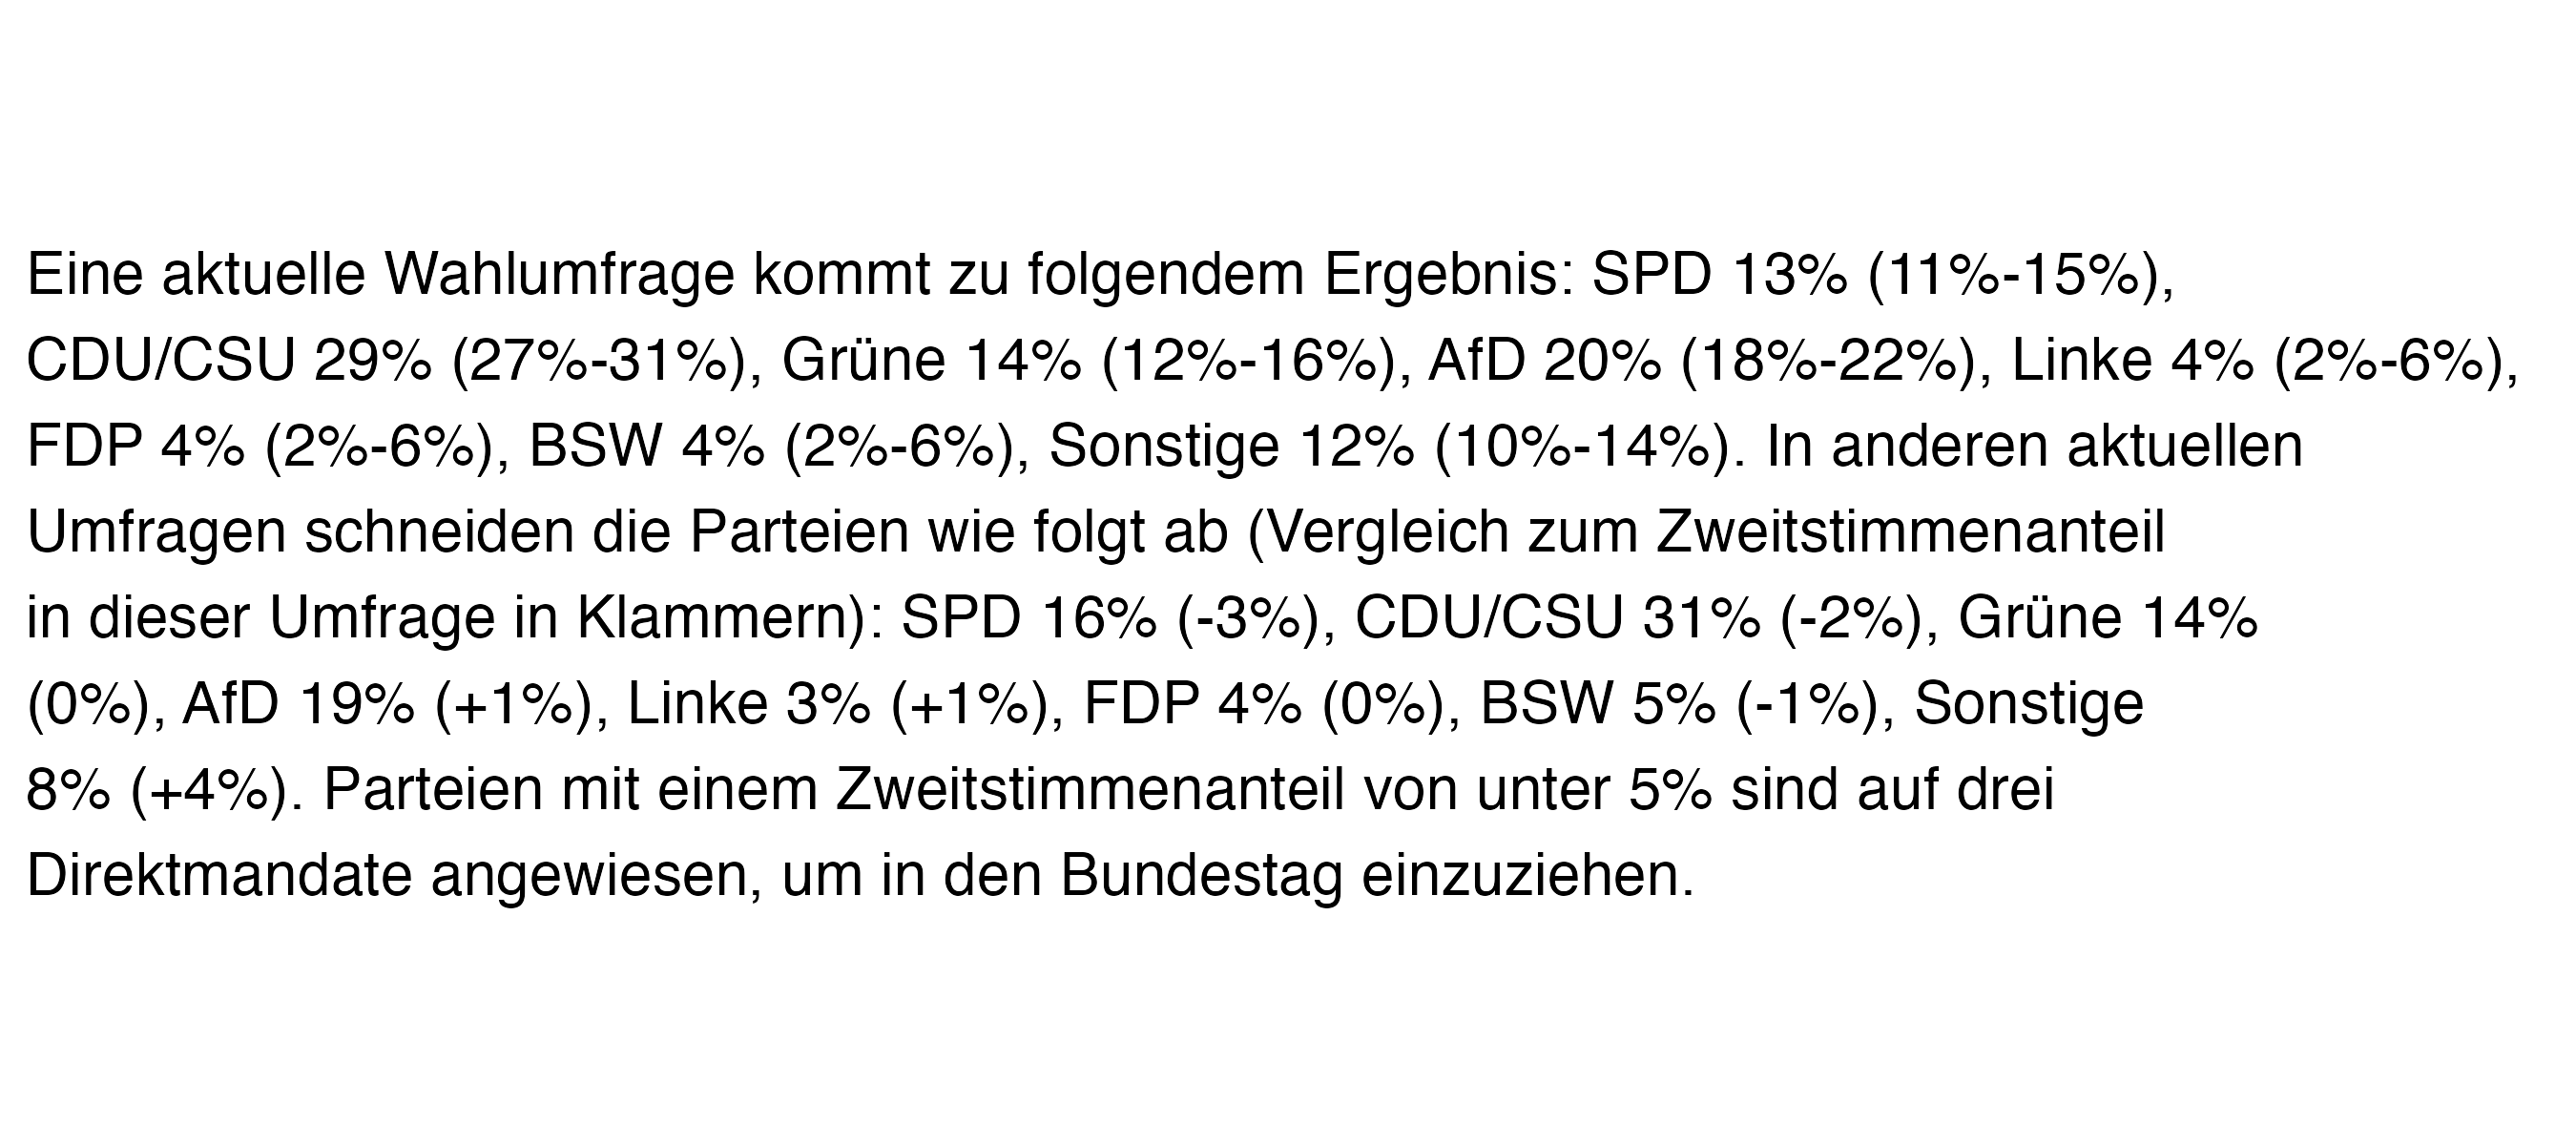 Eine aktuelle Wahlumfrage kommt zu folgendem Ergebnis: SPD 13% (11%-15%),
CDU/CSU 29% (27%-31%), Grüne 14% (12%-16%), AfD 20% (18%-22%), Linke 4% (2%-6%),
FDP 4% (2%-6%), BSW 4% (2%-6%), Sonstige 12% (10%-14%). In anderen aktuellen
Umfragen schneiden die Parteien wie folgt ab (Vergleich zum Zweitstimmenanteil
in dieser Umfrage in Klammern): SPD 16% (-3%), CDU/CSU 31% (-2%), Grüne 14%
(0%), AfD 19% (+1%), Linke 3% (+1%), FDP 4% (0%), BSW 5% (-1%), Sonstige
8% (+4%). Parteien mit einem Zweitstimmenanteil von unter 5% sind auf drei
Direktmandate angewiesen, um in den Bundestag einzuziehen.